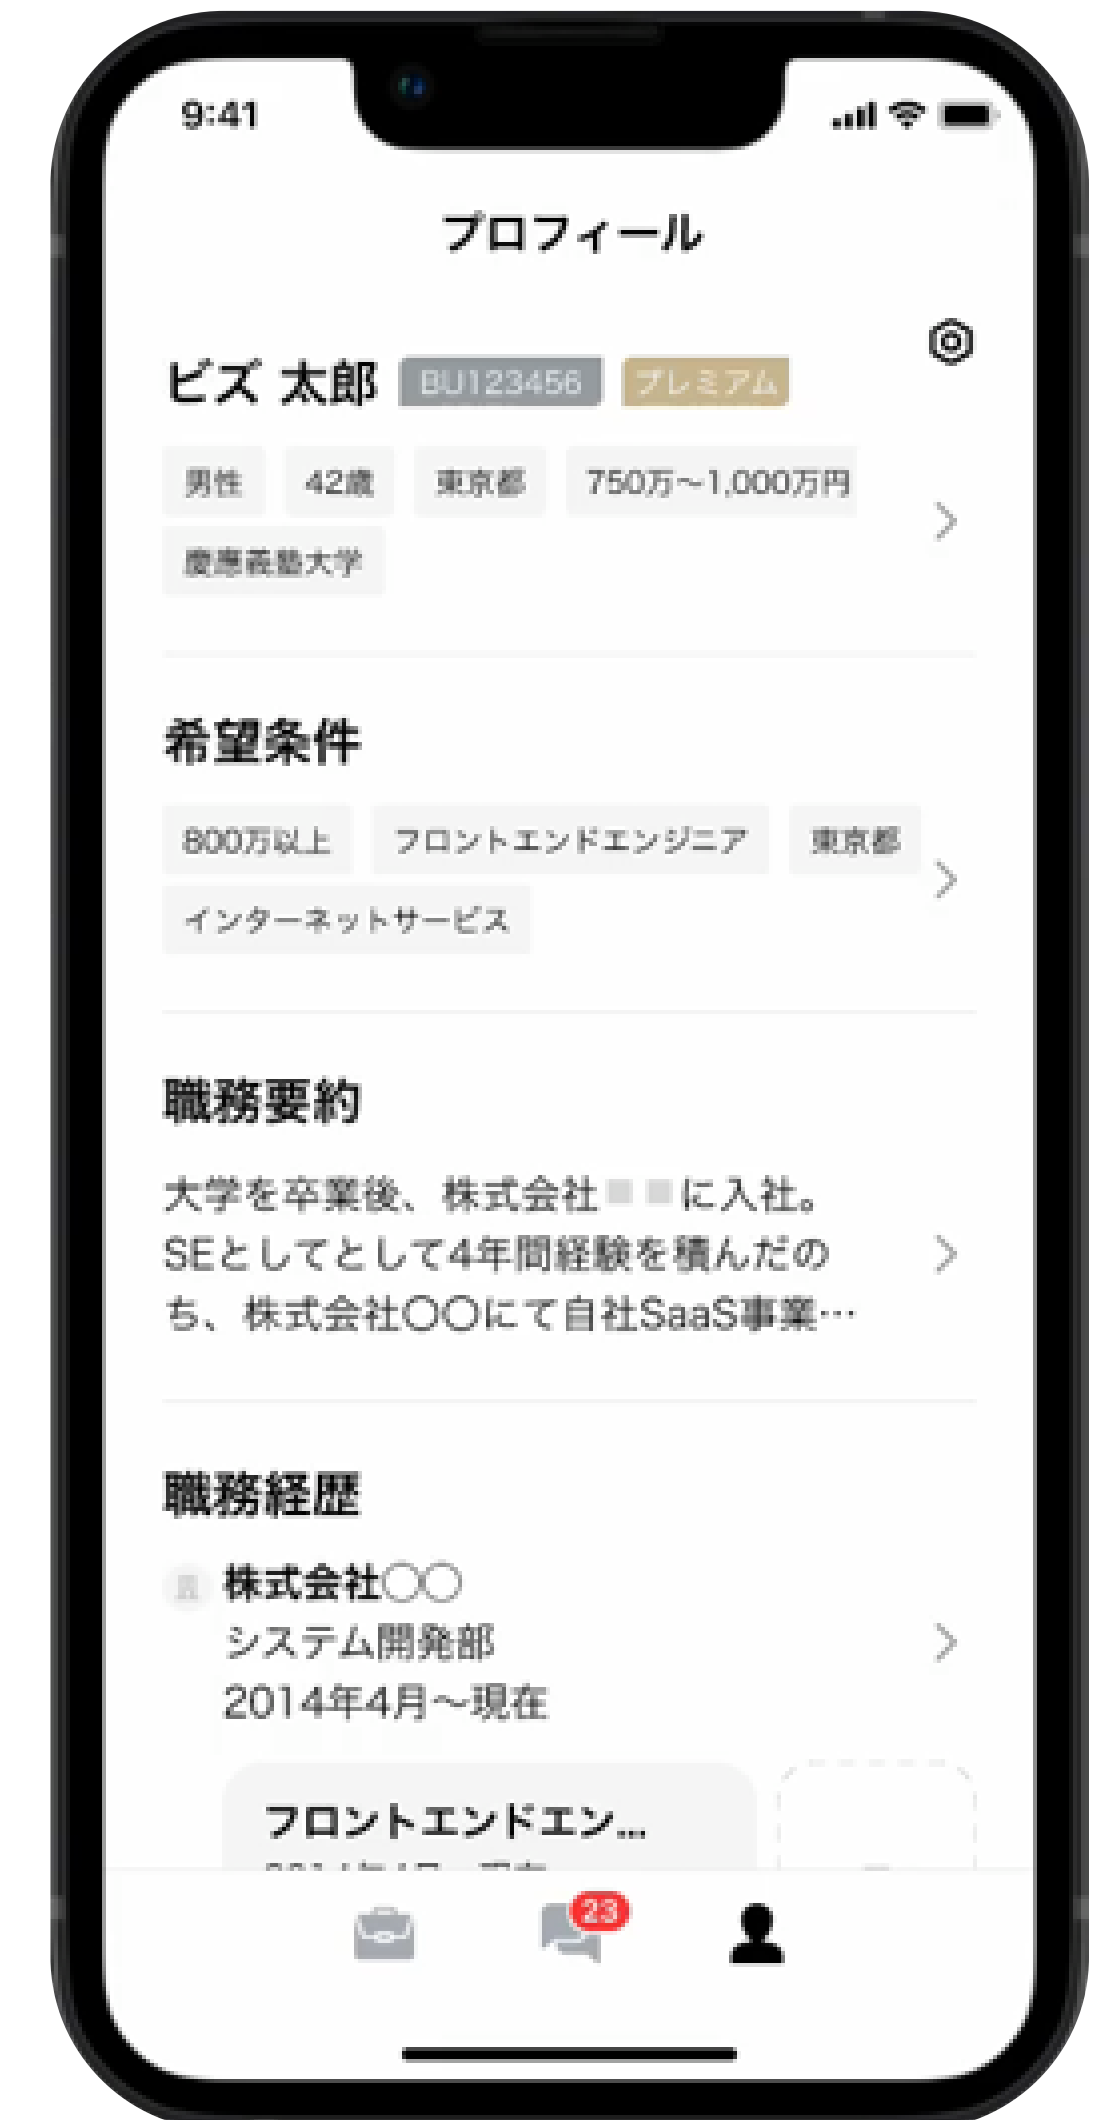 9:41
プロフィール
ビズ 太郎 BU123456 プレミアム
男性 42歳 東京都 750万〜1,000万円
慶應義塾大学
希望条件
800万以上 フロントエンドエンジニア 東京都
インターネットサービス
職務要約
大学を卒業後、株式会社■■に入社。
SEとしてとして4年間経験を積んだの
ち、株式会社〇〇にて自社SaaS事業…
職務経歴
株式会社◯◯
システム開発部
2014年4月〜現在
フロントエンドエン...
23